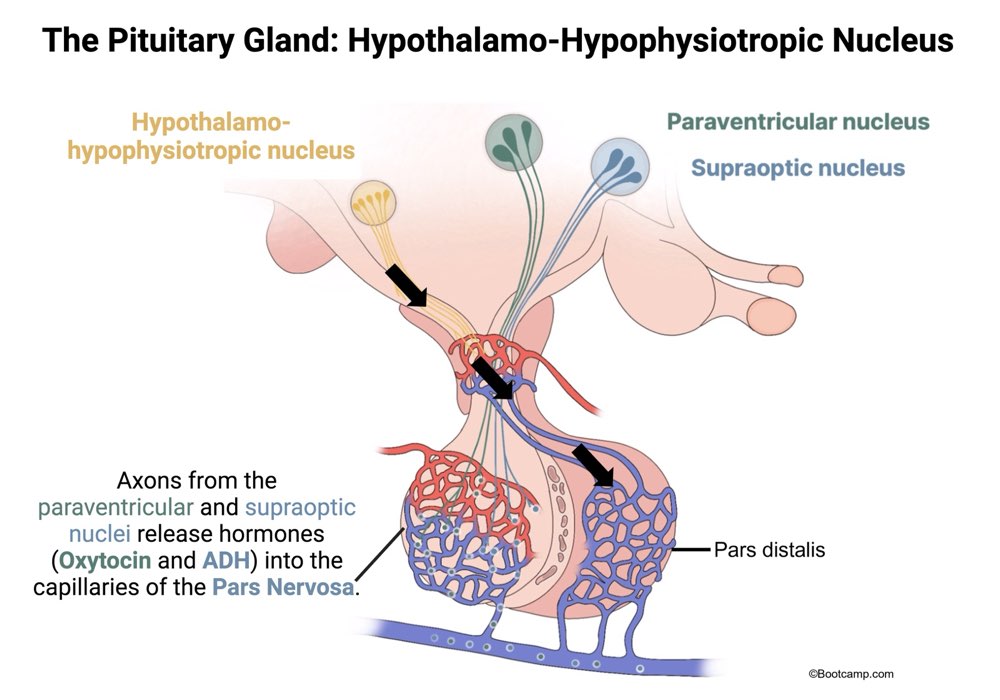 The Pituitary Gland: Hypothalamo-Hypophysiotropic Nucleus
Hypothalamo-
hypophysiotropic nucleus
Paraventricular nucleus
Supraoptic nucleus
Axons from the
paraventricular and supraoptic
nuclei release hormones
(Oxytocin and ADH) into the
capillaries of the Pars Nervosa.
Pars distalis
©Bootcamp.com